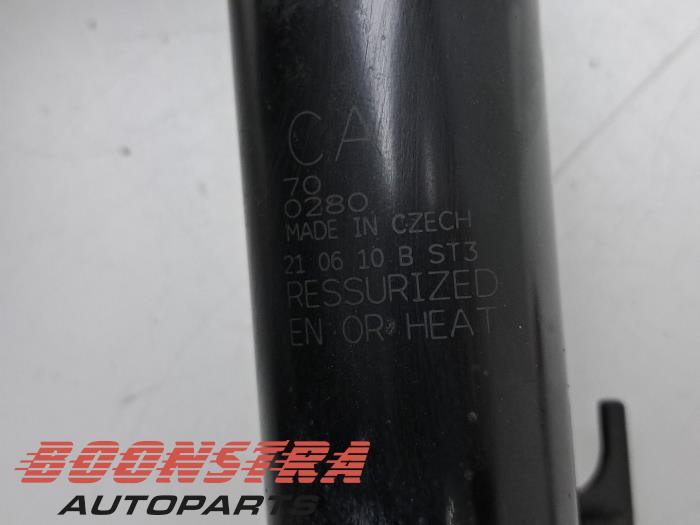 CA
70
0280
MADE IN CZECH
21 06 10 B ST3
RESSURIZED
EN OR HEAT
BOONSTRA
AUTOPARTS